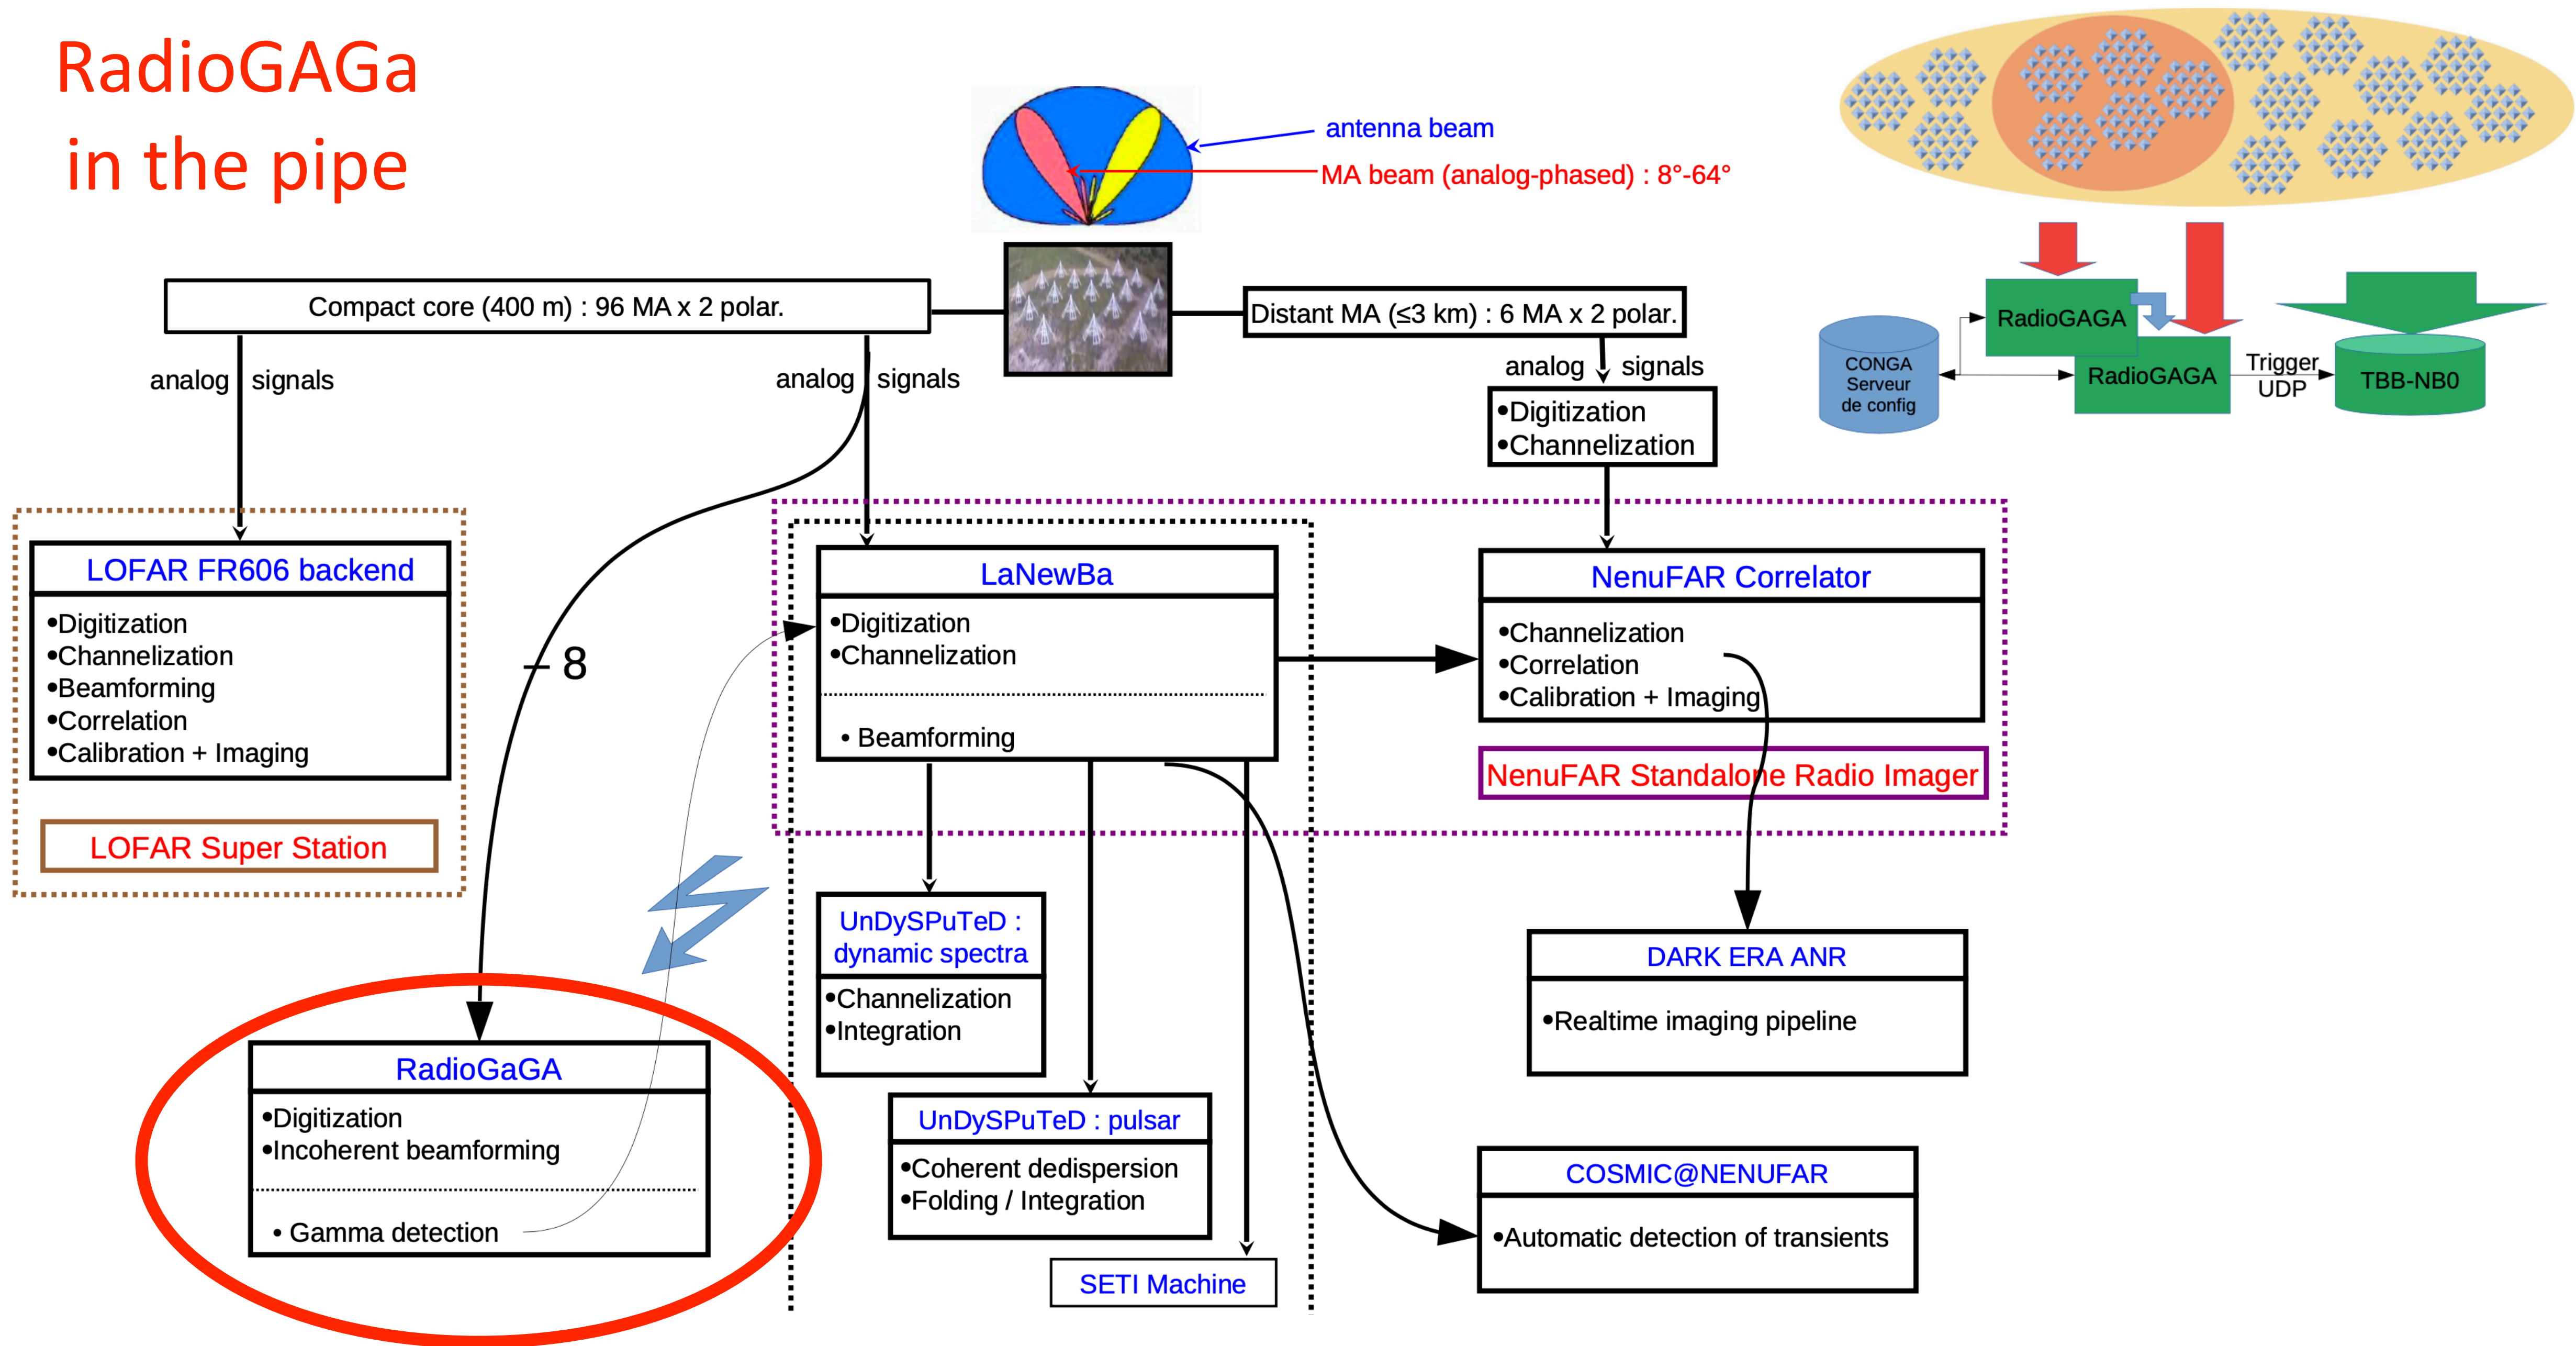 RadioGAGa
in the pipe
antenna beam
MA beam (analog-phased) : 8°-64°
Compact core (400 m) : 96 MA x 2 polar.
Distant MA (≤3 km) : 6 MA x 2 polar.
analog signals
analog signals
analog signals
•Digitization
•Channelization
CONGA
Serveur
de config
RadioGAGA
RadioGAGA
Trigger
UDP
TBB-NB0
LOFAR FR606 backend
•Digitization
•Channelization
•Beamforming
•Correlation
•Calibration + Imaging
LOFAR Super Station
8
LaNewBa
•Digitization
•Channelization
• Beamforming
NenuFAR Correlator
•Channelization
•Correlation
•Calibration + Imaging
NenuFAR Standalone Radio Imager
UnDySPuTeD :
dynamic spectra
•Channelization
•Integration
UnDySPuTeD : pulsar
•Coherent dedispersion
•Folding / Integration
SETI Machine
DARK ERA ANR
•Realtime imaging pipeline
COSMIC@NENUFAR
•Automatic detection of transients
RadioGaGA
•Digitization
•Incoherent beamforming
• Gamma detection